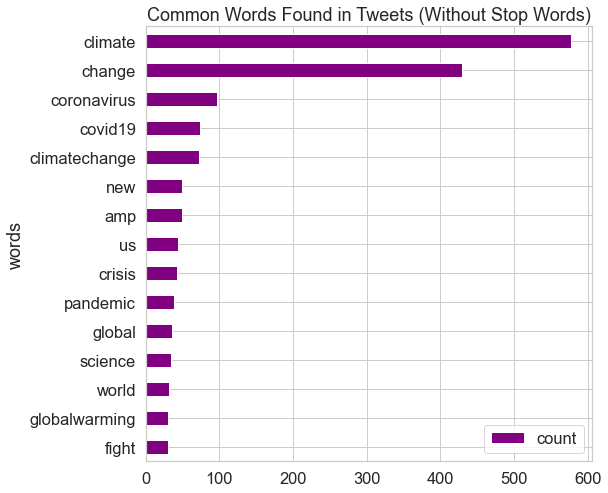 Common Words Found in Tweets (Without Stop Words)
climate
change
coronavirus
covid19
climatechange
new
amp
us
crisis
pandemic
global
science
world
globalwarming
fight
words
count
0 100 200 300 400 500 600